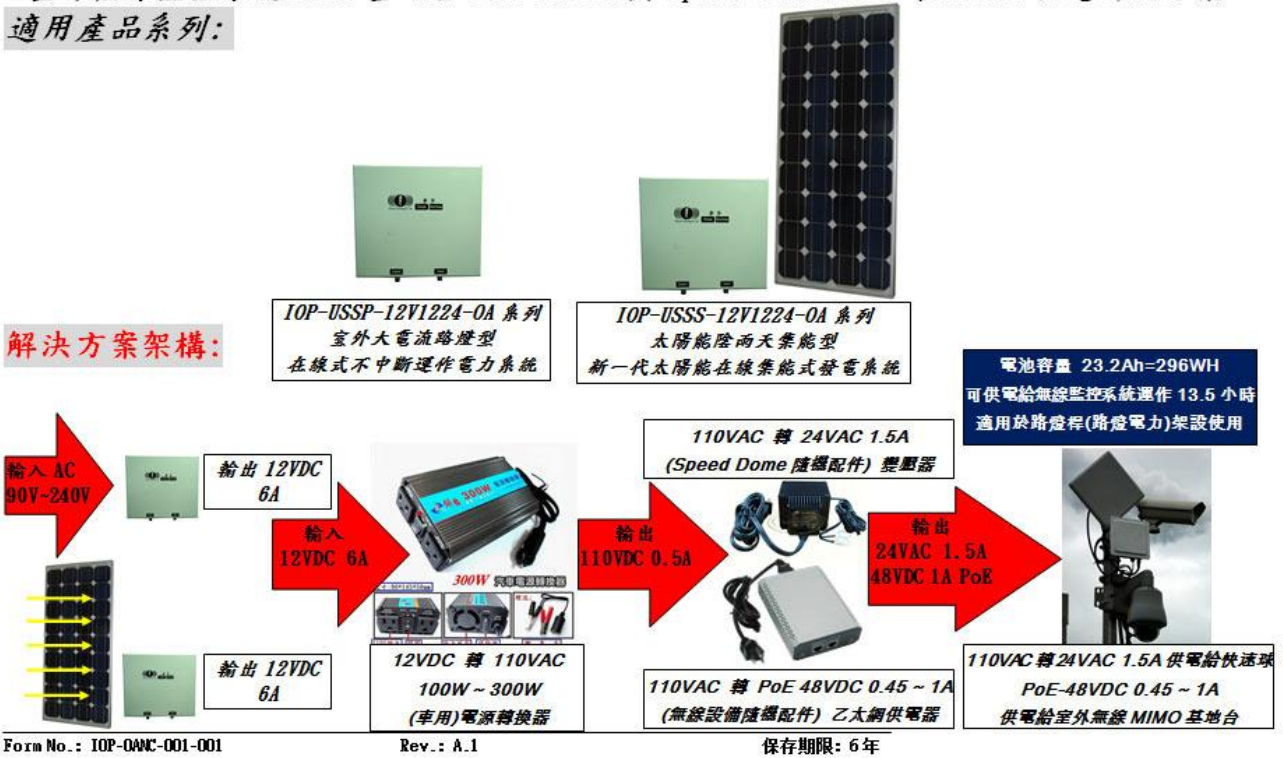 適用產品系列:
IOP-USSP-12V1224-OA 系列
室外大電流路燈型
在線式不中斷運作電力系統
IOP-USSS-12V1224-OA 系列
太陽能陰雨天集能型
新一代太陽能在線集能式發電系統
解決方案架構:
電池容量 23.2Ah=296WH
可供電給無線監控系統運作 13.5 小時
適用於路燈桿(路燈電力)架設使用
輸入 AC
90V~240V
輸出 12VDC
6A
輸入
12VDC 6A
300W
300W 汽車電源轉換器
12VDC 轉 110VAC
100W ~ 300W
(車用)電源轉換器
輸出
110VDC 0.5A
110VAC 轉 24VAC 1.5A
(Speed Dome 隨機配件) 變壓器
110VAC 轉 PoE 48VDC 0.45 ~ 1A
(無線設備隨機配件) 乙太網供電器
輸出
24VAC 1.5A
48VDC 1A PoE
110VAC 轉24VAC 1.5A 供電給快速球
PoE-48VDC 0.45 ~ 1A
供電給室外無線 MIMO 基地台
輸出 12VDC
6A
Form No.: IOP-OANC-001-001 Rev.: A.1 保存期限: 6 年